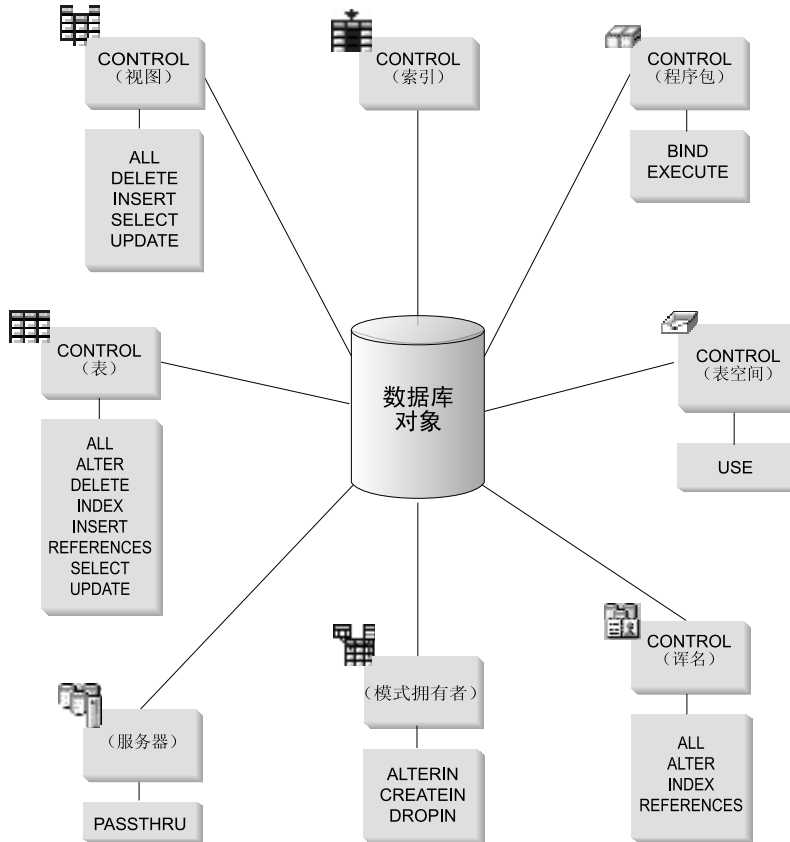 CONTROL
（视图）
ALL
DELETE
INSERT
SELECT
UPDATE
CONTROL
（索引）
CONTROL
（程序包）
BIND
EXECUTE
CONTROL
（表）
ALL
ALTER
DELETE
INDEX
INSERT
REFERENCES
SELECT
UPDATE
数据库
对象
CONTROL
（表空间）
USE
（服务器）
PASSTHRU
（模式拥有者）
ALTERIN
CREATEIN
DROPIN
CONTROL
（诨名）
ALL
ALTER
INDEX
REFERENCES